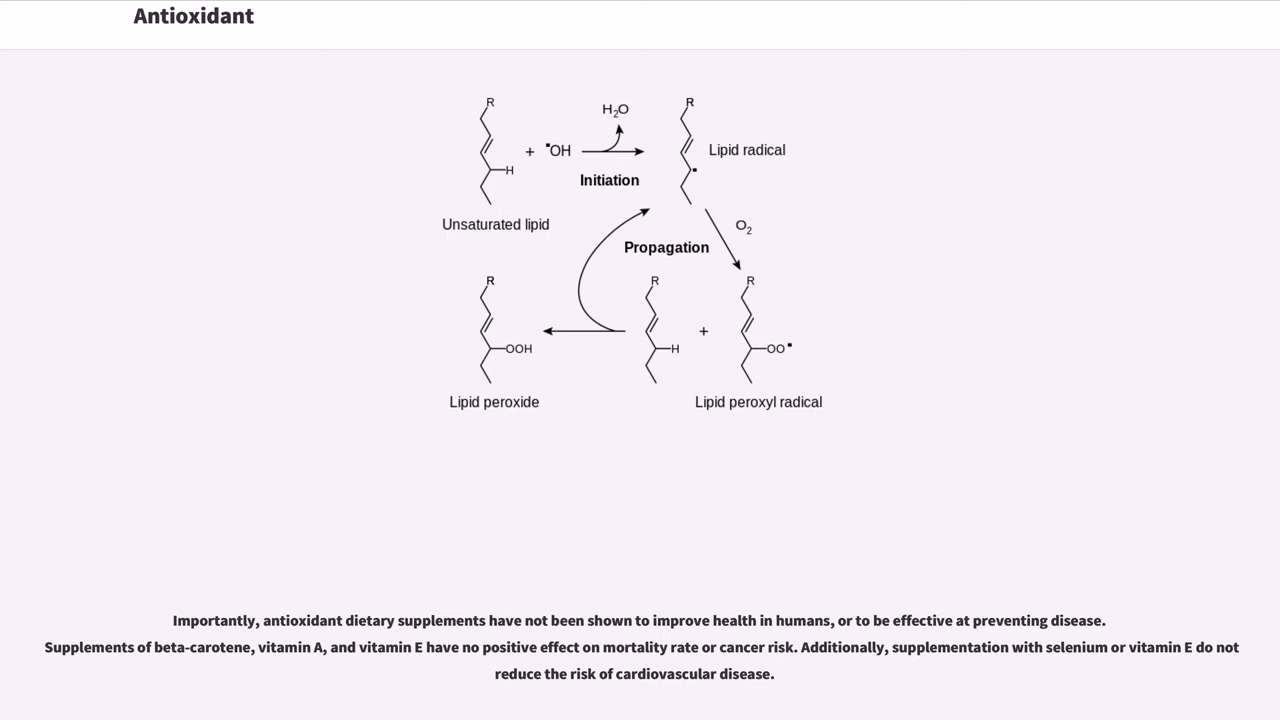 Antioxidant
R
H₂O
R
+ •OH
Lipid radical
H
Initiation
Unsaturated lipid
O₂
Propagation
R
R
R
+
OOH
H
OO•
Lipid peroxide
Lipid peroxyl radical
Importantly, antioxidant dietary supplements have not been shown to improve health in humans, or to be effective at preventing disease.
Supplements of beta-carotene, vitamin A, and vitamin E have no positive effect on mortality rate or cancer risk. Additionally, supplementation with selenium or vitamin E do not
reduce the risk of cardiovascular disease.